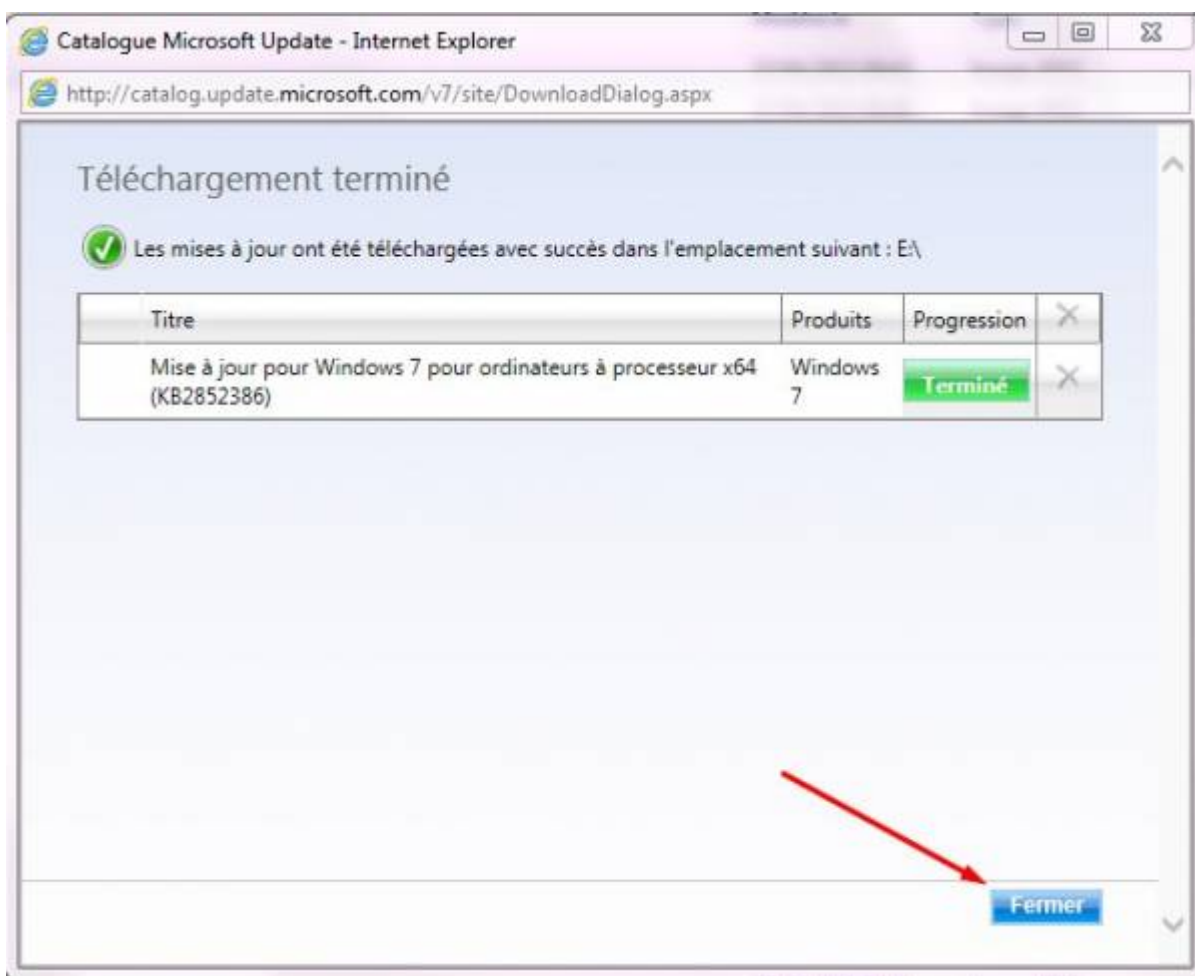 Catalogue Microsoft Update - Internet Explorer
http://catalog.update.microsoft.com/v7/site/DownloadDialog.aspx
Téléchargement terminé
Les mises à jour ont été téléchargées avec succès dans l'emplacement suivant : E:\
Titre Produits Progression
Mise à jour pour Windows 7 pour ordinateurs à processeur x64 Windows
(KB2852386) 7 Terminé
Fermer